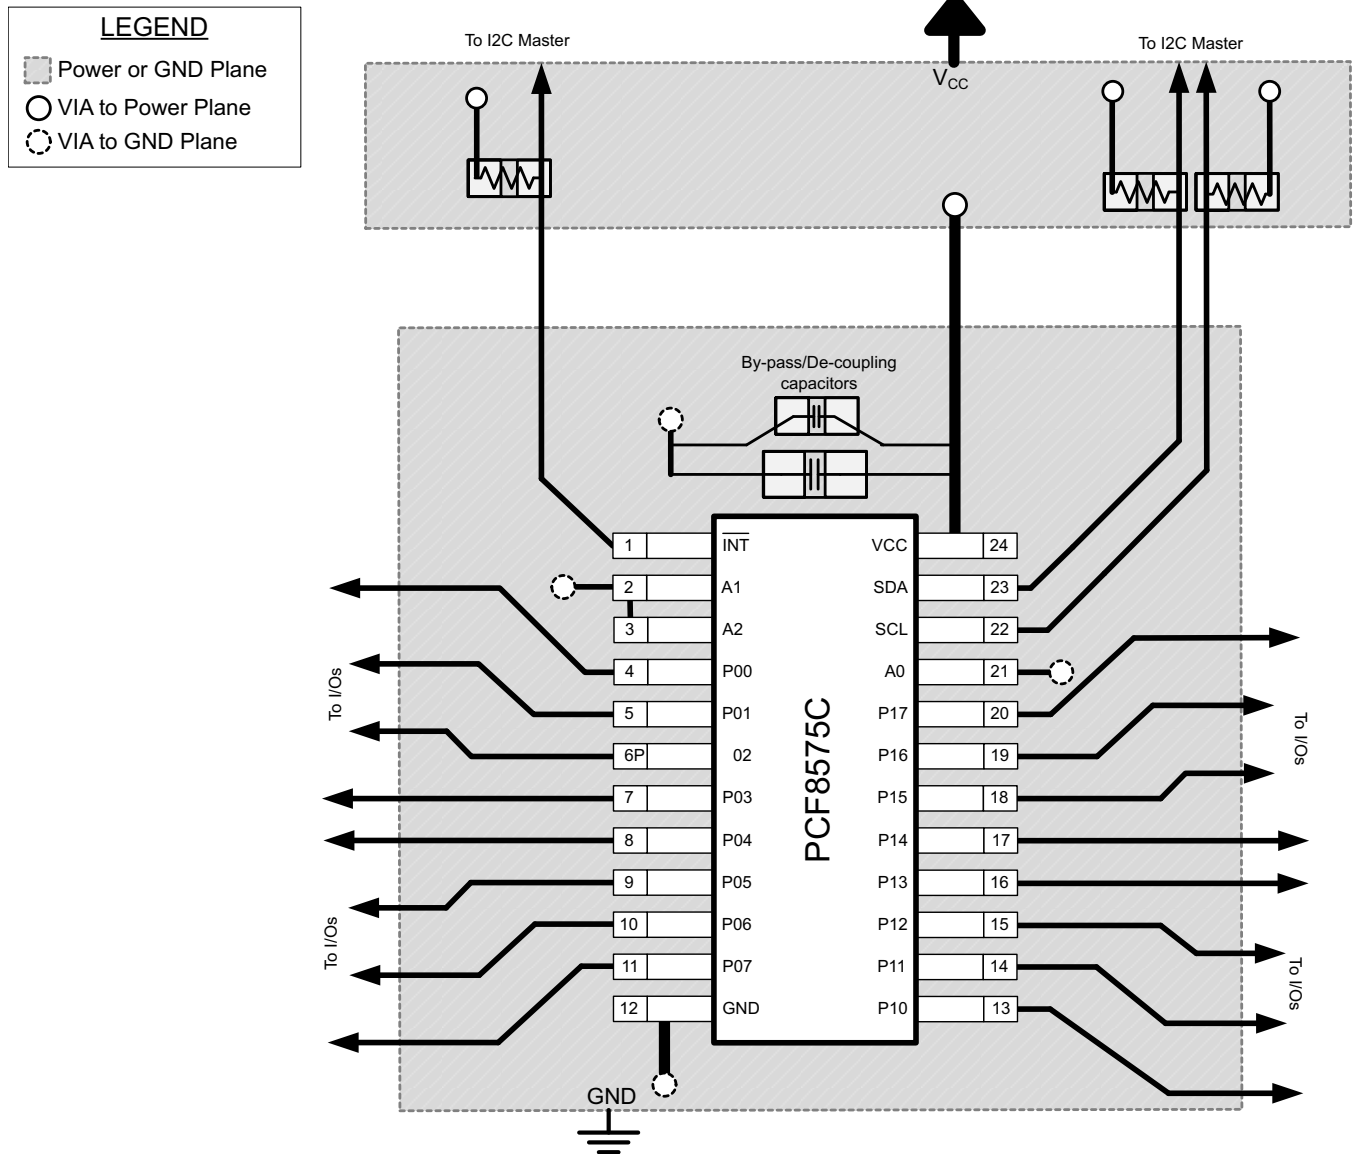 LEGEND
Power or GND Plane
VIA to Power Plane
VIA to GND Plane
To I2C Master
VCC
To I2C Master
By-pass/De-coupling
capacitors
1 INT
2 A1
3 A2
4 P00
5 P01
6P 02
7 P03
8 P04
9 P05
10 P06
11 P07
12 GND
PCF8575C
VCC 24
SDA 23
SCL 22
A0 21
P17 20
P16 19
P15 18
P14 17
P13 16
P12 15
P11 14
P10 13
To I/Os
To I/Os
To I/Os
To I/Os
GND